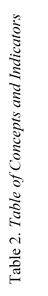 Table 2. Table of Concepts and Indicators